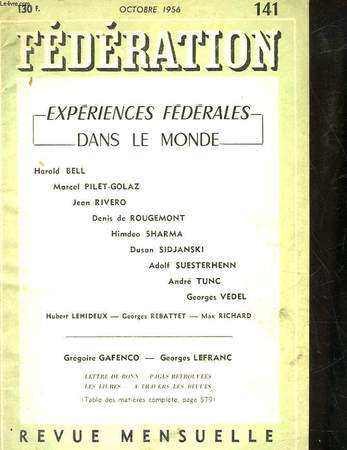 130 F.
OCTOBRE 1956
141
FÉDÉRATION
EXPÉRIENCES FÉDÉRALES
DANS LE MONDE
Harold BELL
Marcel PILET-GOLAZ
Jean RIVERO
Denis de ROUGEMONT
Himdeo SHARMA
Dusan SIDJANSKI
Adolf SUESTERHENN
André TUNC
Georges VEDEL
Hubert LEHIDEUX — Georges REBATTET — Max RICHARD
Grégoire GAFENCO — Georges LEFRANC
LETTRE DE BONN - PAGES RETROUVÉES
LES LIVRES - A TRAVERS LES REVUES
(Table des matières complète, page 579)
REVUE MENSUELLE